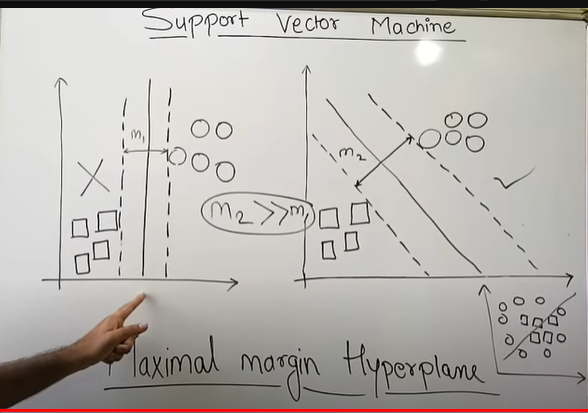 Support Vector Machine
m1
m2
m2 >> m1
Maximal margin Hyperplane